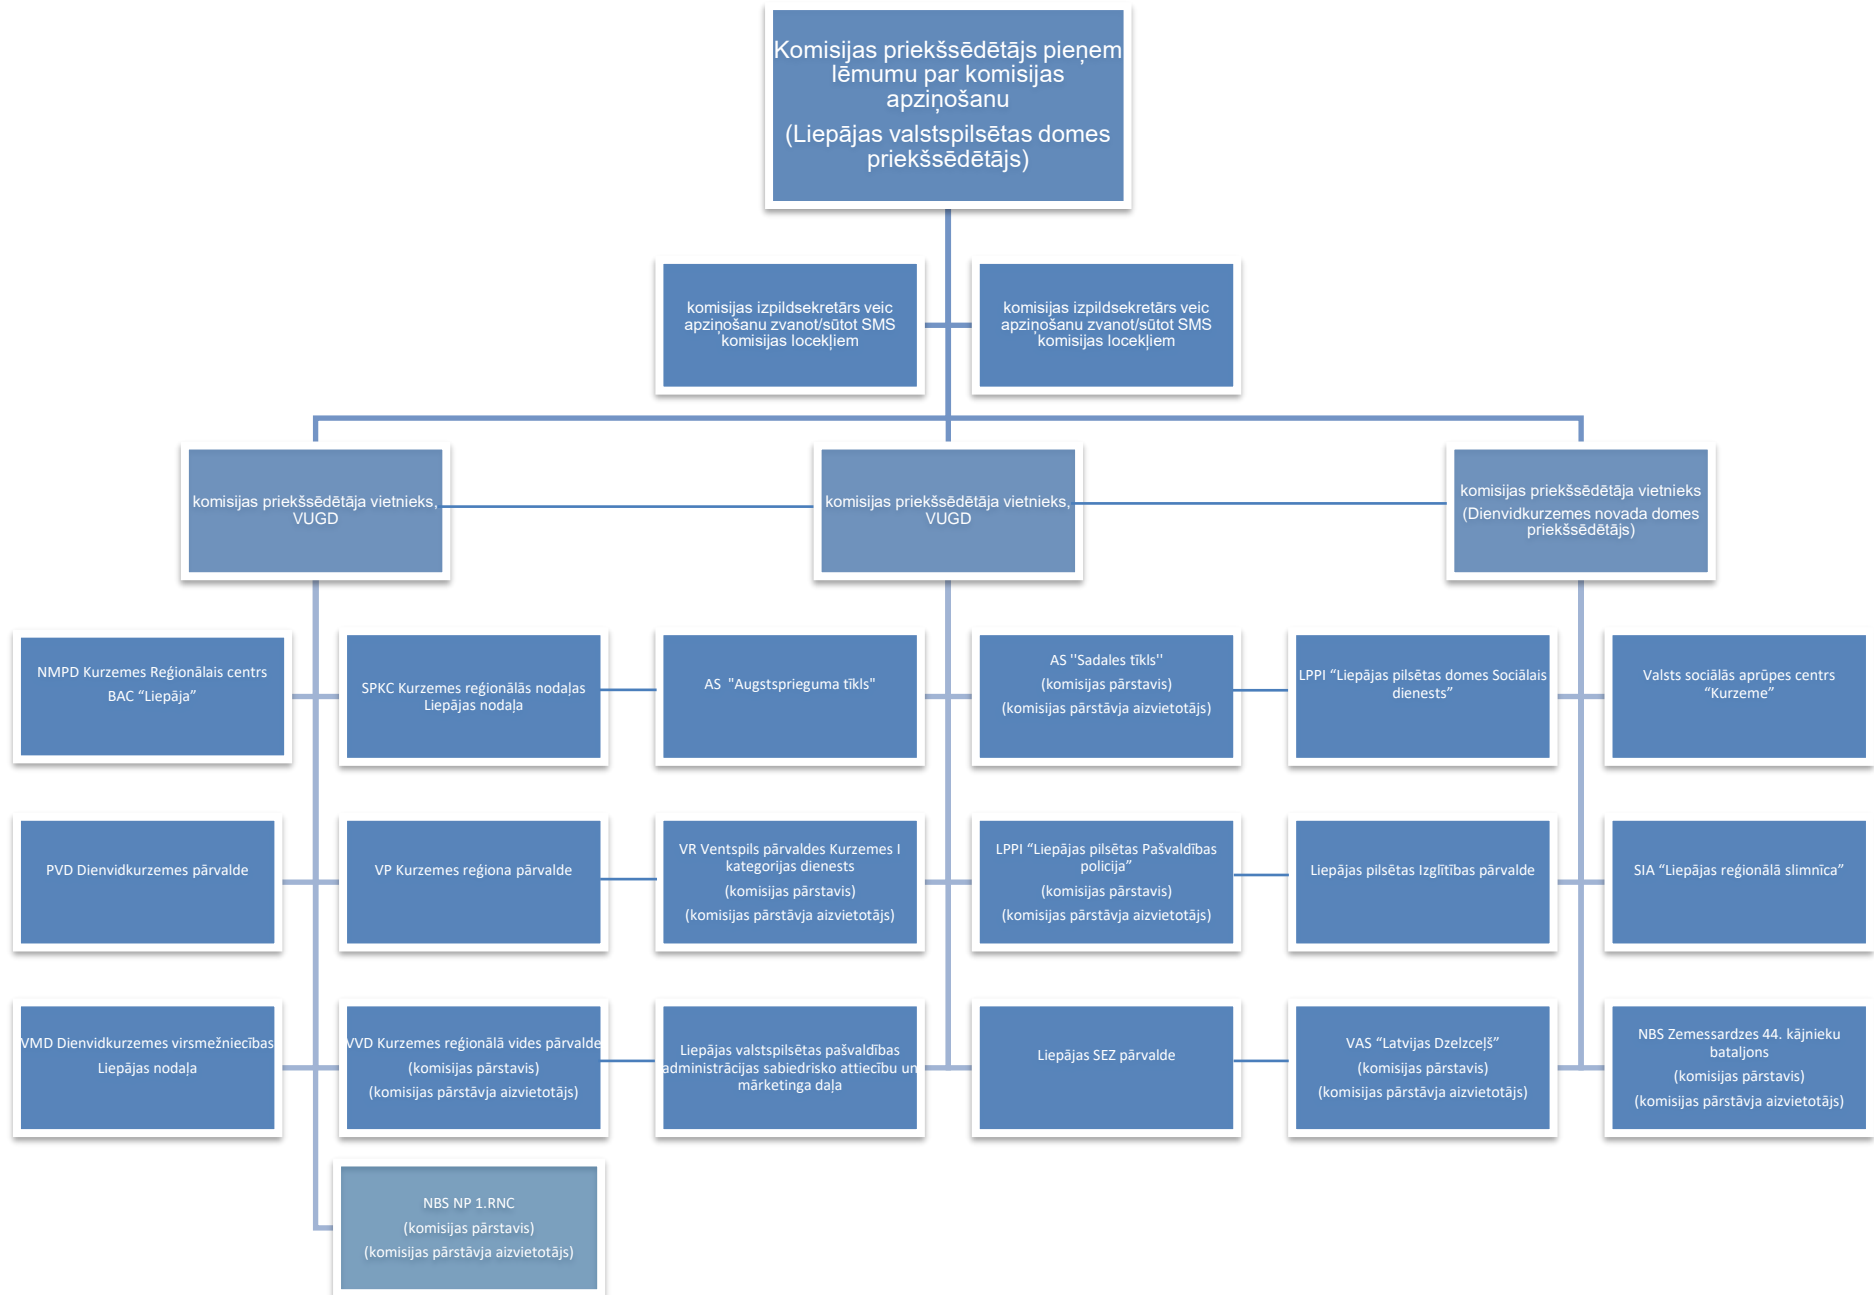 Komisijas priekšsēdētājs pieņem
lēmumu par komisijas
apziņošanu
(Liepājas valstspilsētas domes
priekšsēdētājs)
komisijas izpildsekretārs veic
apziņošanu zvanot/sūtot SMS
komisijas locekļiem
komisijas izpildsekretārs veic
apziņošanu zvanot/sūtot SMS
komisijas locekļiem
komisijas priekšsēdētāja vietnieks,
VUGD
komisijas priekšsēdētāja vietnieks,
VUGD
komisijas priekšsēdētāja vietnieks
(Dienvidkurzemes novada domes
priekšsēdētājs)
NMPD Kurzemes Reģionālais centrs
BAC “Liepāja”
SPKC Kurzemes reģionālās nodaļas
Liepājas nodaļa
AS "Augstsprieguma tīkls"
AS ''Sadales tīkls''
(komisijas pārstavis)
(komisijas pārstāvja aizvietotājs)
LPPI “Liepājas pilsētas domes Sociālais
dienests”
Valsts sociālās aprūpes centrs
“Kurzeme”
PVD Dienvidkurzemes pārvalde
VP Kurzemes reģiona pārvalde
VR Ventspils pārvaldes Kurzemes I
kategorijas dienests
(komisijas pārstavis)
(komisijas pārstāvja aizvietotājs)
LPPI “Liepājas pilsētas Pašvaldības
policija”
(komisijas pārstavis)
(komisijas pārstāvja aizvietotājs)
Liepājas pilsētas Izglītības pārvalde
SIA “Liepājas reģionālā slimnīca”
VMD Dienvidkurzemes virsmežniecības
Liepājas nodaļa
VVD Kurzemes reģionālā vides pārvalde
(komisijas pārstavis)
(komisijas pārstāvja aizvietotājs)
Liepājas valstspilsētas pašvaldības
administrācijas sabiedrisko attiecību un
mārketinga daļa
Liepājas SEZ pārvalde
VAS “Latvijas Dzelzceļš”
(komisijas pārstavis)
(komisijas pārstāvja aizvietotājs)
NBS Zemessardzes 44. kājnieku
bataljons
(komisijas pārstavis)
(komisijas pārstāvja aizvietotājs)
NBS NP 1.RNC
(komisijas pārstavis)
(komisijas pārstāvja aizvietotājs)